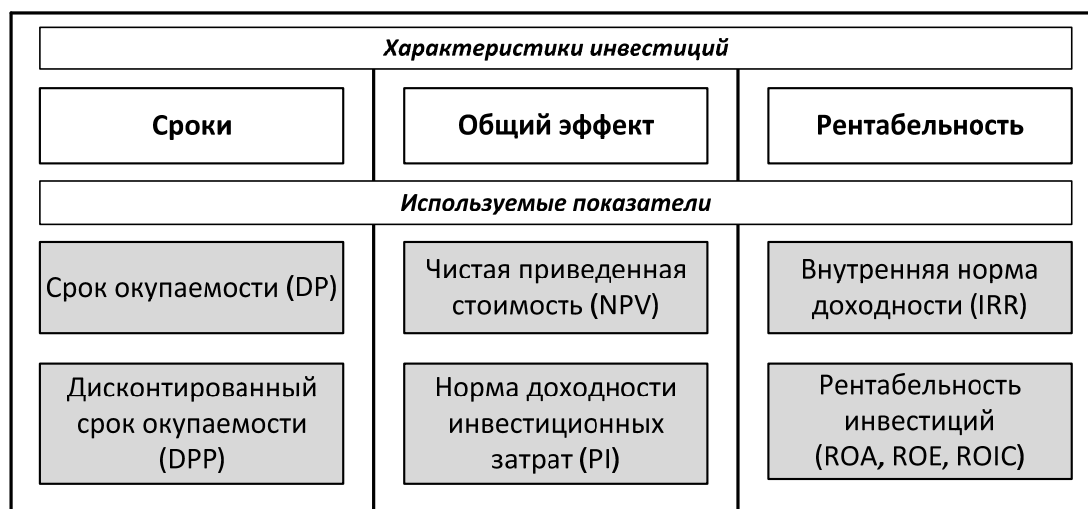 Характеристики инвестиций
Сроки
Общий эффект
Рентабельность
Используемые показатели
Срок окупаемости (DP)
Чистая приведенная
стоимость (NPV)
Внутренняя норма
доходности (IRR)
Дисконтированный
срок окупаемости
(DPP)
Норма доходности
инвестиционных
затрат (PI)
Рентабельность
инвестиций
(ROA, ROE, ROIC)